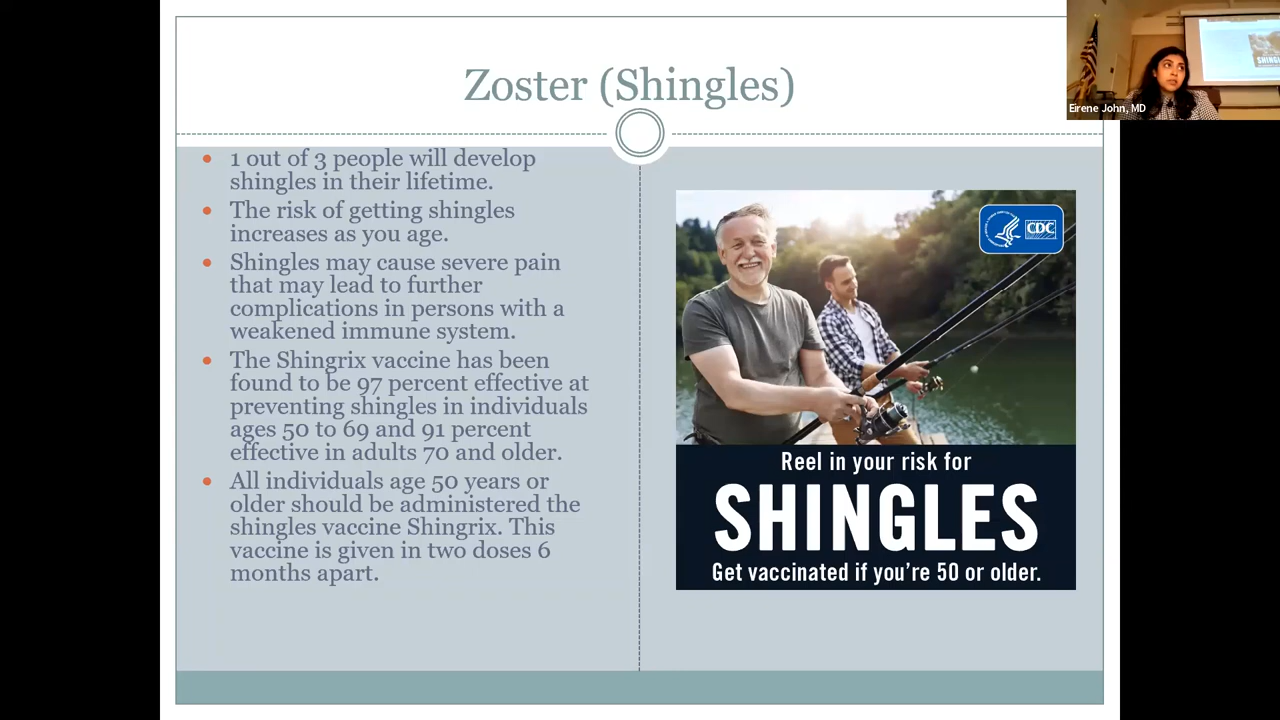 Zoster (Shingles)
Eirene John, MD
• 1 out of 3 people will develop
shingles in their lifetime.
• The risk of getting shingles
increases as you age.
• Shingles may cause severe pain
that may lead to further
complications in persons with a
weakened immune system.
• The Shingrix vaccine has been
found to be 97 percent effective at
preventing shingles in individuals
ages 50 to 69 and 91 percent
effective in adults 70 and older.
• All individuals age 50 years or
older should be administered the
shingles vaccine Shingrix. This
vaccine is given in two doses 6
months apart.
CDC
Reel in your risk for
SHINGLES
Get vaccinated if you're 50 or older.